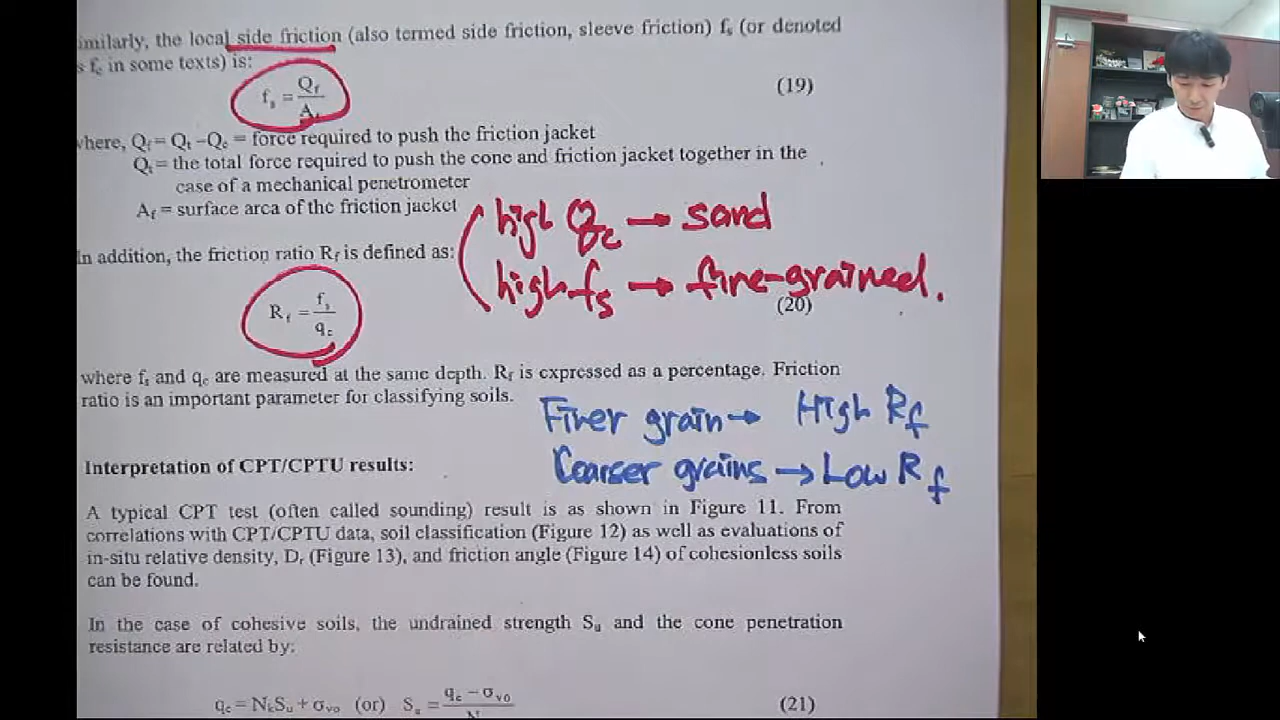 imilarly, the local side friction (also termed side friction, sleeve friction) fs (or denoted
s fc in some texts) is:
fs = Qf / Af (19)
where, Qf = Qt –Qc = force required to push the friction jacket
Qt = the total force required to push the cone and friction jacket together in the
case of a mechanical penetrometer
Af = surface area of the friction jacket
high Qc → sand
In addition, the friction ratio Rf is defined as:
high fs → fine-grained.
Rf = fs / qc (20)
where fs and qc are measured at the same depth. Rf is expressed as a percentage. Friction
ratio is an important parameter for classifying soils.
Finer grain → High Rf
Coarser grains → Low Rf
Interpretation of CPT/CPTU results:
A typical CPT test (often called sounding) result is as shown in Figure 11. From
correlations with CPT/CPTU data, soil classification (Figure 12) as well as evaluations of
in-situ relative density, Dr (Figure 13), and friction angle (Figure 14) of cohesionless soils
can be found.
In the case of cohesive soils, the undrained strength Su and the cone penetration
resistance are related by:
qc = NkSu + σvo (or) Su = qc – σvo (21)